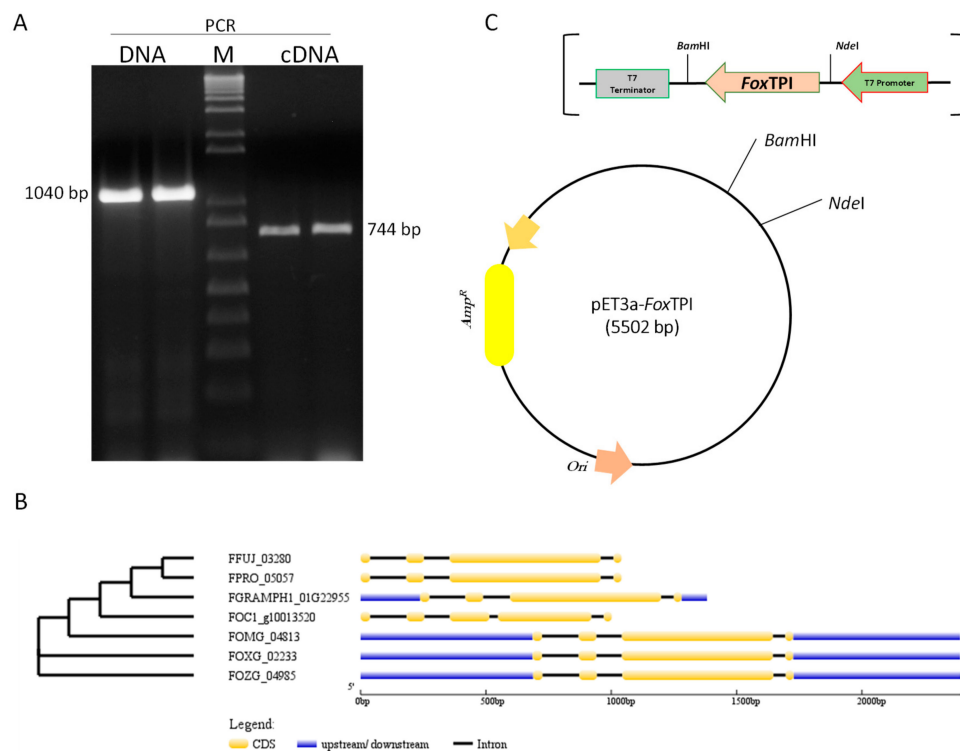 A
PCR
DNA M cDNA
1040 bp
744 bp
C
BamHI
NdeI
T7
Terminator
FoxTPI
T7 Promoter
BamHI
NdeI
Amp^R
pET3a-FoxTPI
(5502 bp)
Ori
B
FFUJ_03280
FPRO_05057
FGRAMPH1_01G22955
FOC1_g10013520
FOMG_04813
FOXG_02233
FOZG_04985
5'
0bp 500bp 1000bp 1500bp 2000bp
Legend:
CDS upstream/ downstream Intron